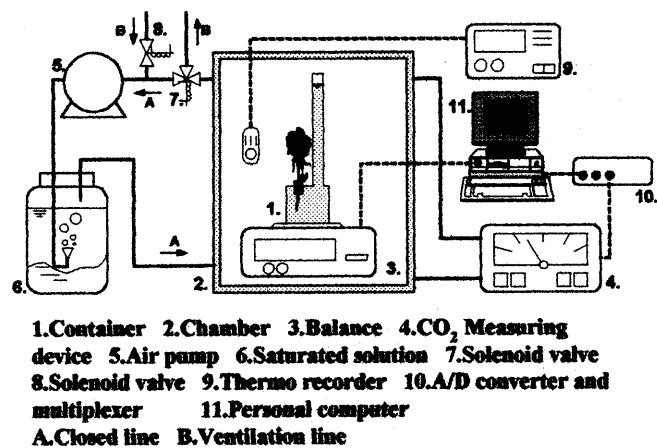 B 8. B
5. A 7. 9.
11.
1. 10.
A
6. 2. 3. 4.
1.Container 2.Chamber 3.Balance 4.CO₂ Measuring
device 5.Air pump 6.Saturated solution 7.Solenoid valve
8.Solenoid valve 9.Thermo recorder 10.A/D converter and
multiplexer 11.Personal computer
A.Closed line B.Ventilation line